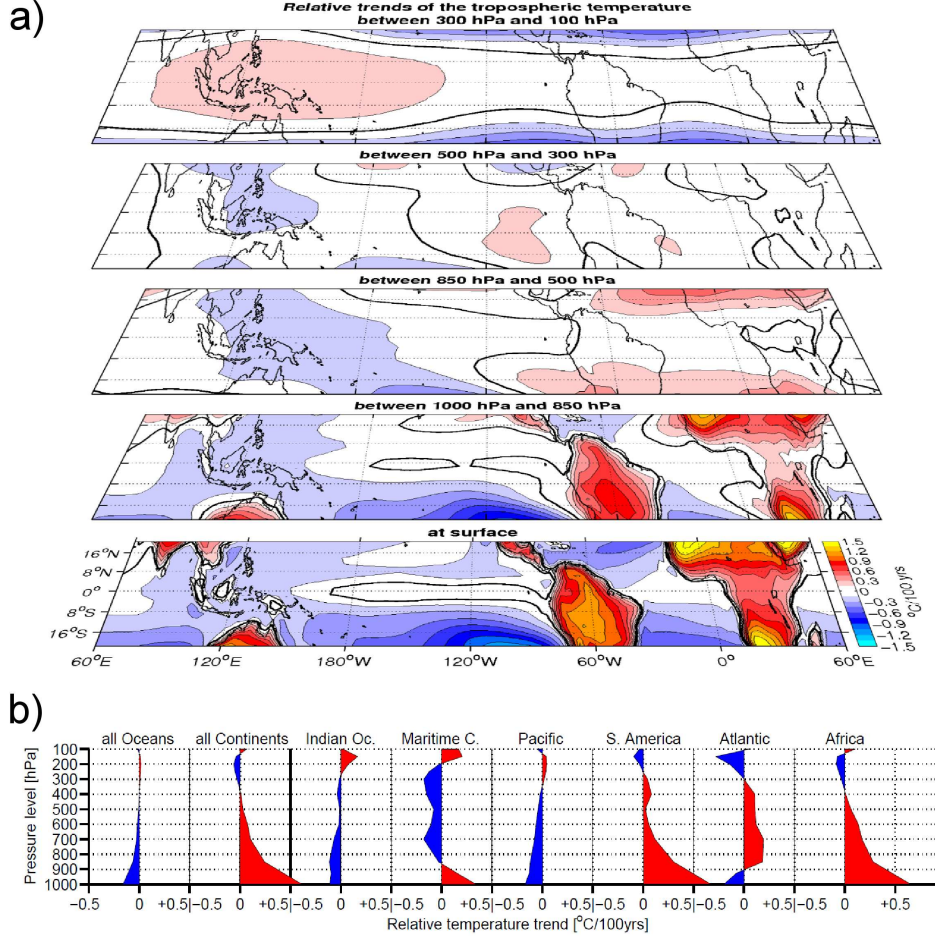 a)
Relative trends of the tropospheric temperature
between 300 hPa and 100 hPa
between 500 hPa and 300 hPa
between 850 hPa and 500 hPa
between 1000 hPa and 850 hPa
at surface
16°N
8°N
0°
8°S
16°S
60°E 120°E 180°W 120°W 60°W 0° 60°E
1.5
1.2
0.9
0.6
0.3
0
−0.3
−0.6
−0.9
−1.2
−1.5
°C/100yrs
b)
all Oceans all Continents Indian Oc. Maritime C. Pacific S. America Atlantic Africa
Pressure level [hPa]
100
200
300
400
500
600
700
800
900
1000
−0.5 0 +0.5|−0.5 0 +0.5|−0.5 0 +0.5|−0.5 0 +0.5|−0.5 0 +0.5|−0.5 0 +0.5|−0.5 0 +0.5|−0.5 0 +0.5
Relative temperature trend [°C/100yrs]